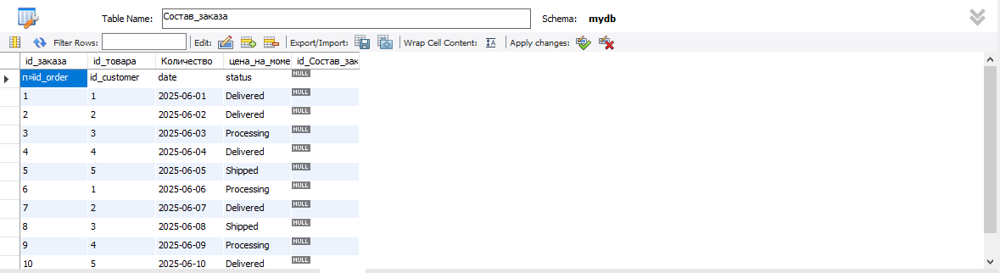 Table Name: Состав_заказа Schema: mydb
Filter Rows: Edit: Export/Import: Wrap Cell Content: Apply changes:
id_заказа id_товара Количество цена_на_моме id_Состав_зак
п»їid_order id_customer date status NULL
1 1 2025-06-01 Delivered NULL
2 2 2025-06-02 Delivered NULL
3 3 2025-06-03 Processing NULL
4 4 2025-06-04 Delivered NULL
5 5 2025-06-05 Shipped NULL
6 1 2025-06-06 Processing NULL
7 2 2025-06-07 Delivered NULL
8 3 2025-06-08 Shipped NULL
9 4 2025-06-09 Processing NULL
10 5 2025-06-10 Delivered NULL